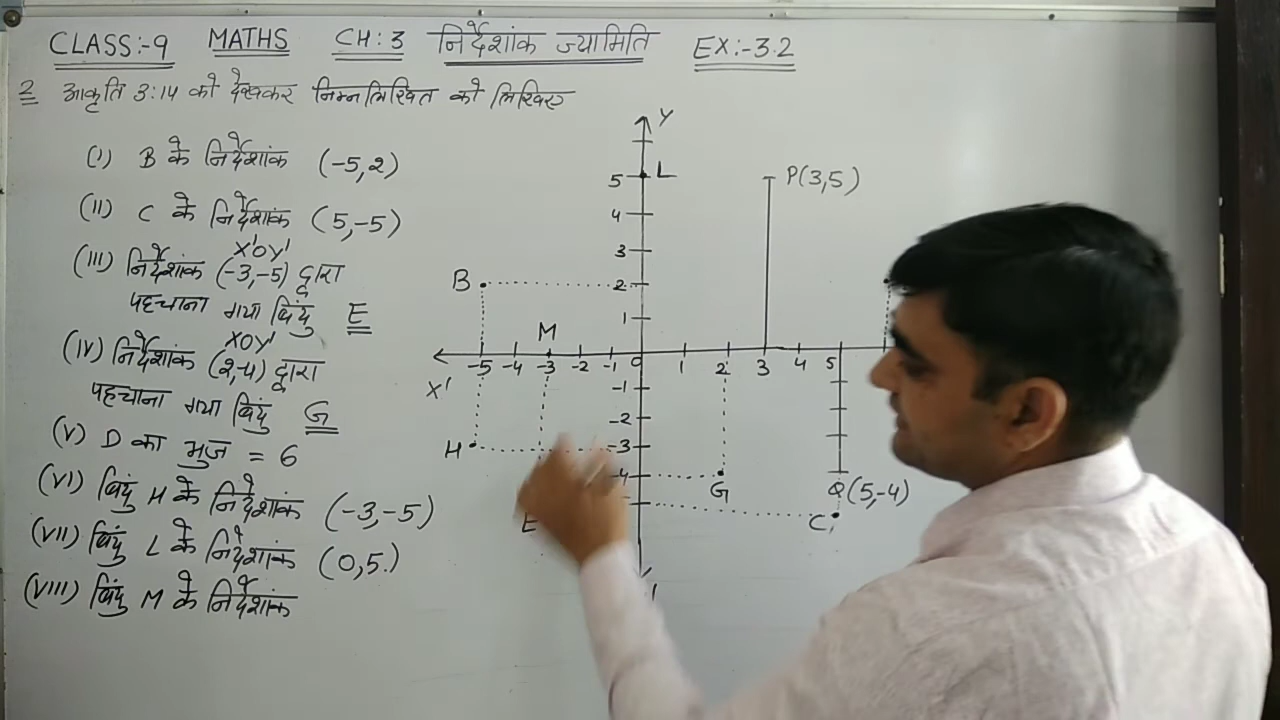 CLASS:-9 MATHS CH:3 निर्देशांक ज्यामिति EX:-3.2
2 आकृति 3:14 को देखकर निम्नलिखित को लिखिए
(i) B के निर्देशांक (-5,2)
(ii) C के निर्देशांक (5,-5)
X'OY'
(iii) निर्देशांक (-3,-5) द्वारा
पहचाना गया बिंदु E
XOY'
(iv) निर्देशांक (2,-4) द्वारा
पहचाना गया बिंदु G
(v) D का भुज = 6
(vi) बिंदु H के निर्देशांक (-3,-5)
(vii) बिंदु L के निर्देशांक (0,5.)
(viii) बिंदु M के निर्देशांक
Y
5 L
P(3,5)
4
3
B 2
1
M
-5 -4 -3 -2 -1 0 1 2 3 4 5
X'
-1
-2
H -3
-4
G
Q(5,-4)
E
C